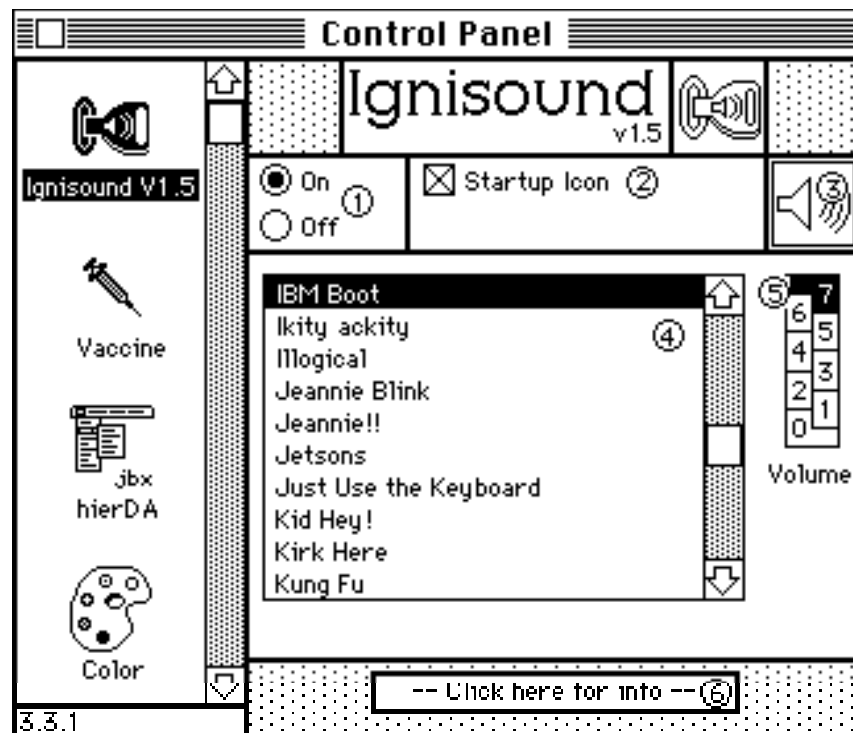 Control Panel
Ignisound
v1.5
Ignisound V1.5
On ①
Off
Startup Icon ②
③
Vaccine
jbx
hierDA
Color
3.3.1
IBM Boot
Ikity ackity ④
Illogical
Jeannie Blink
Jeannie!!
Jetsons
Just Use the Keyboard
Kid Hey!
Kirk Here
Kung Fu
⑤ 7
6
5
4
3
2
1
0
Volume
-- Click here for info -- ⑥